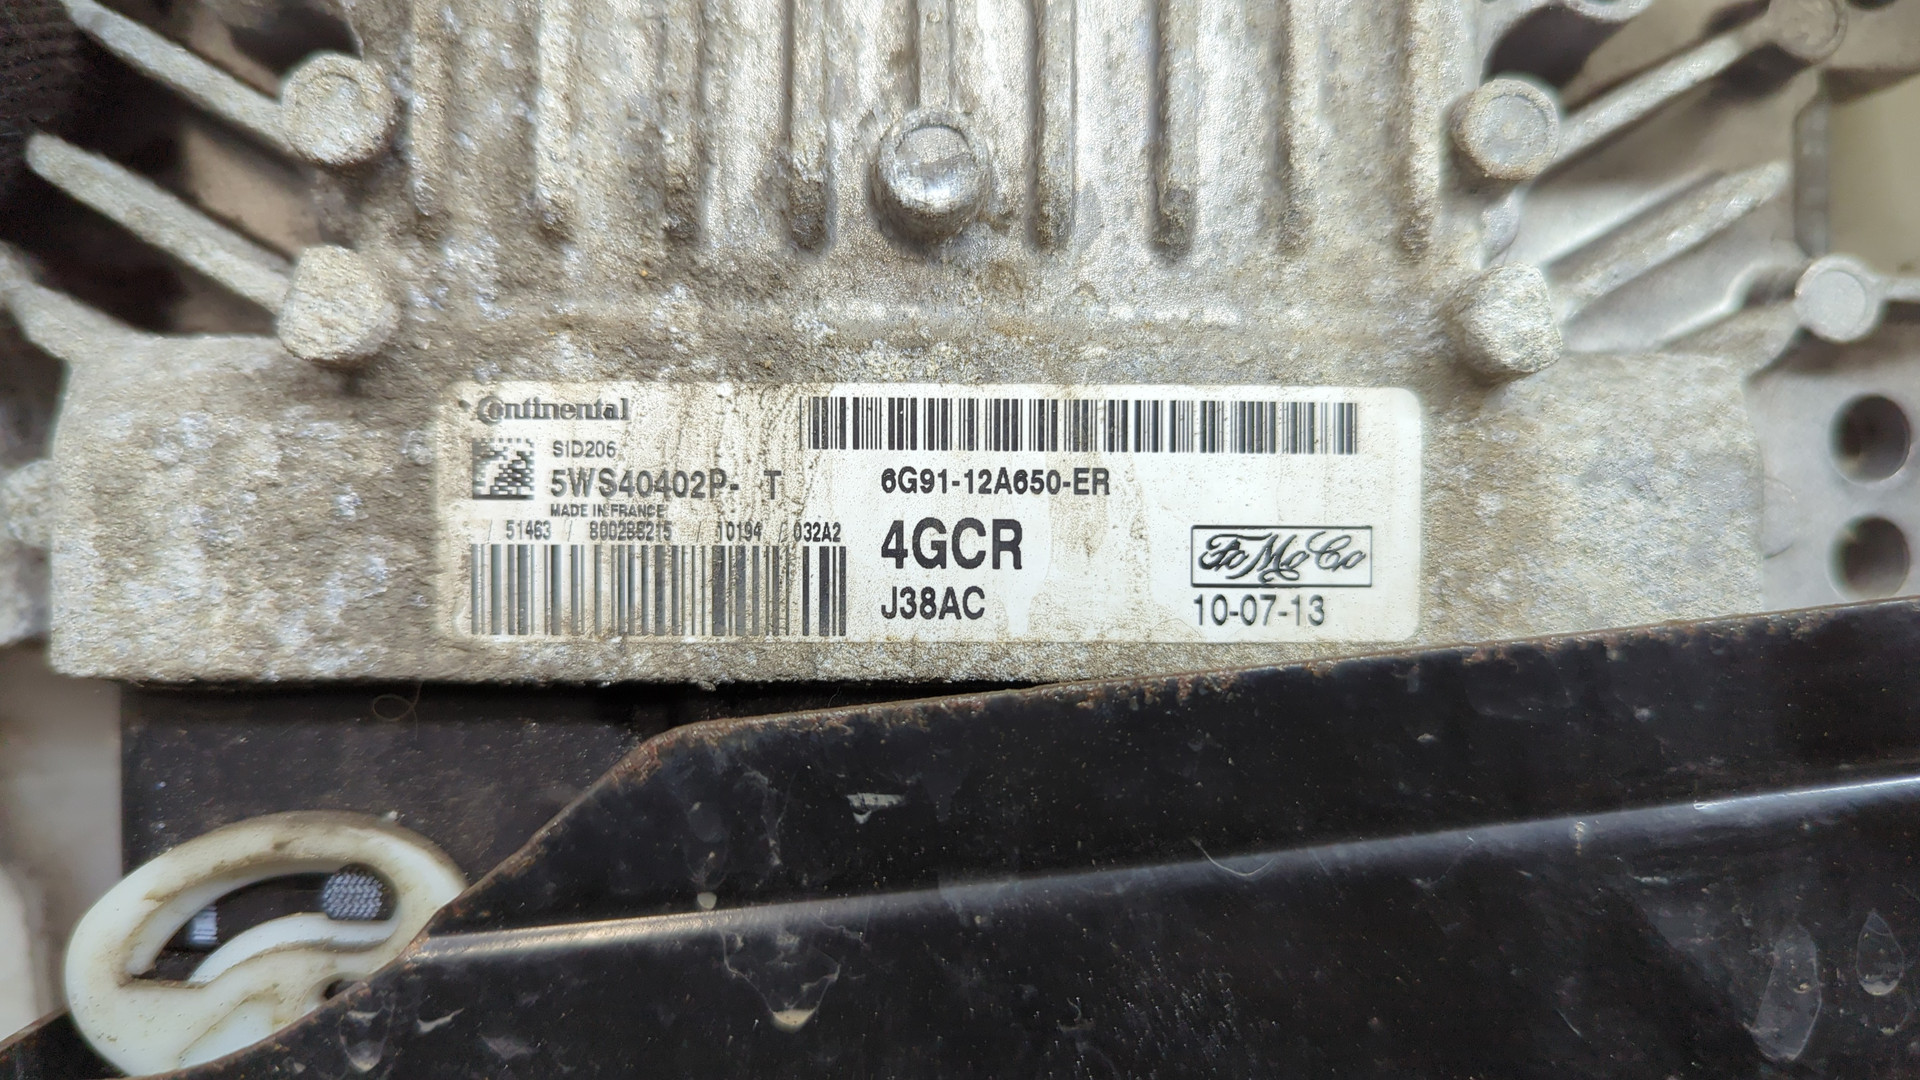 Continental
SID206
5WS40402P- T
MADE IN FRANCE
/ 51463 / 800286215 / 10194 / 032A2
6G91-12A650-ER
4GCR
J38AC
FoMoCo
10-07-13